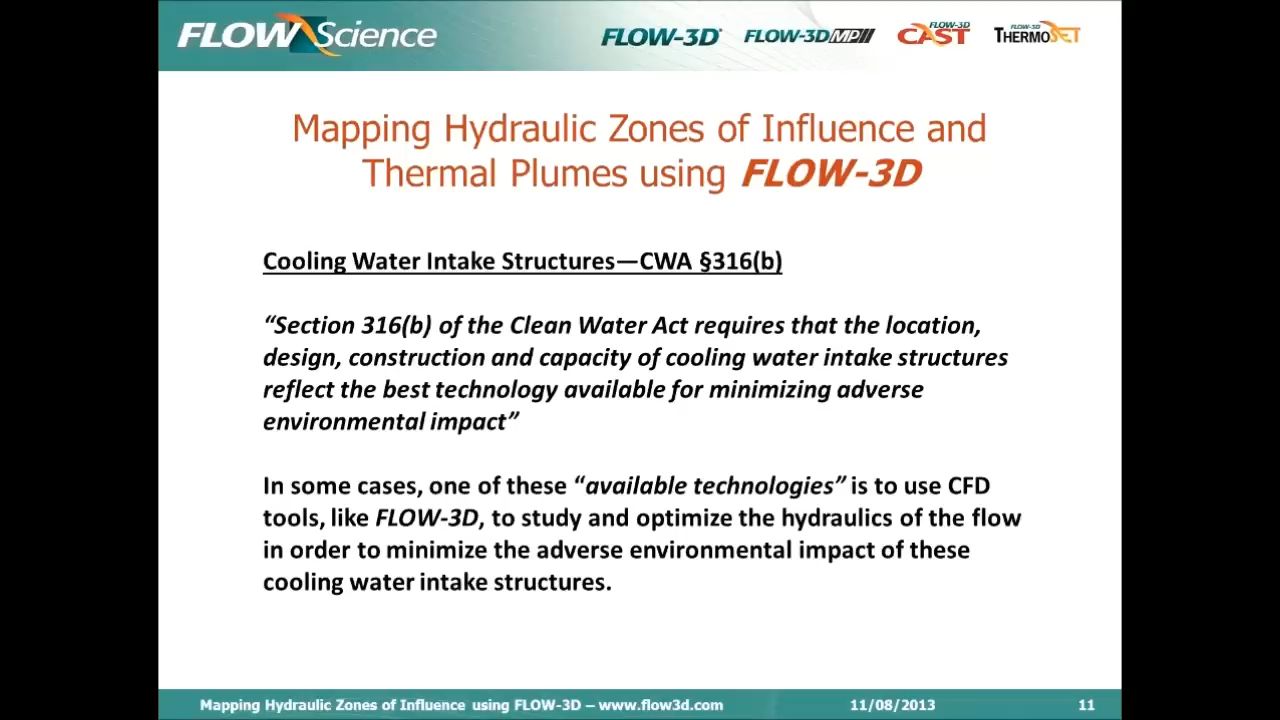 FLOW Science
FLOW-3D FLOW-3D MP FLOW-3D CAST FLOW-3D THERMOSET
Mapping Hydraulic Zones of Influence and
Thermal Plumes using FLOW-3D
Cooling Water Intake Structures—CWA §316(b)
“Section 316(b) of the Clean Water Act requires that the location,
design, construction and capacity of cooling water intake structures
reflect the best technology available for minimizing adverse
environmental impact”
In some cases, one of these “available technologies” is to use CFD
tools, like FLOW-3D, to study and optimize the hydraulics of the flow
in order to minimize the adverse environmental impact of these
cooling water intake structures.
Mapping Hydraulic Zones of Influence using FLOW-3D – www.flow3d.com 11/08/2013 11